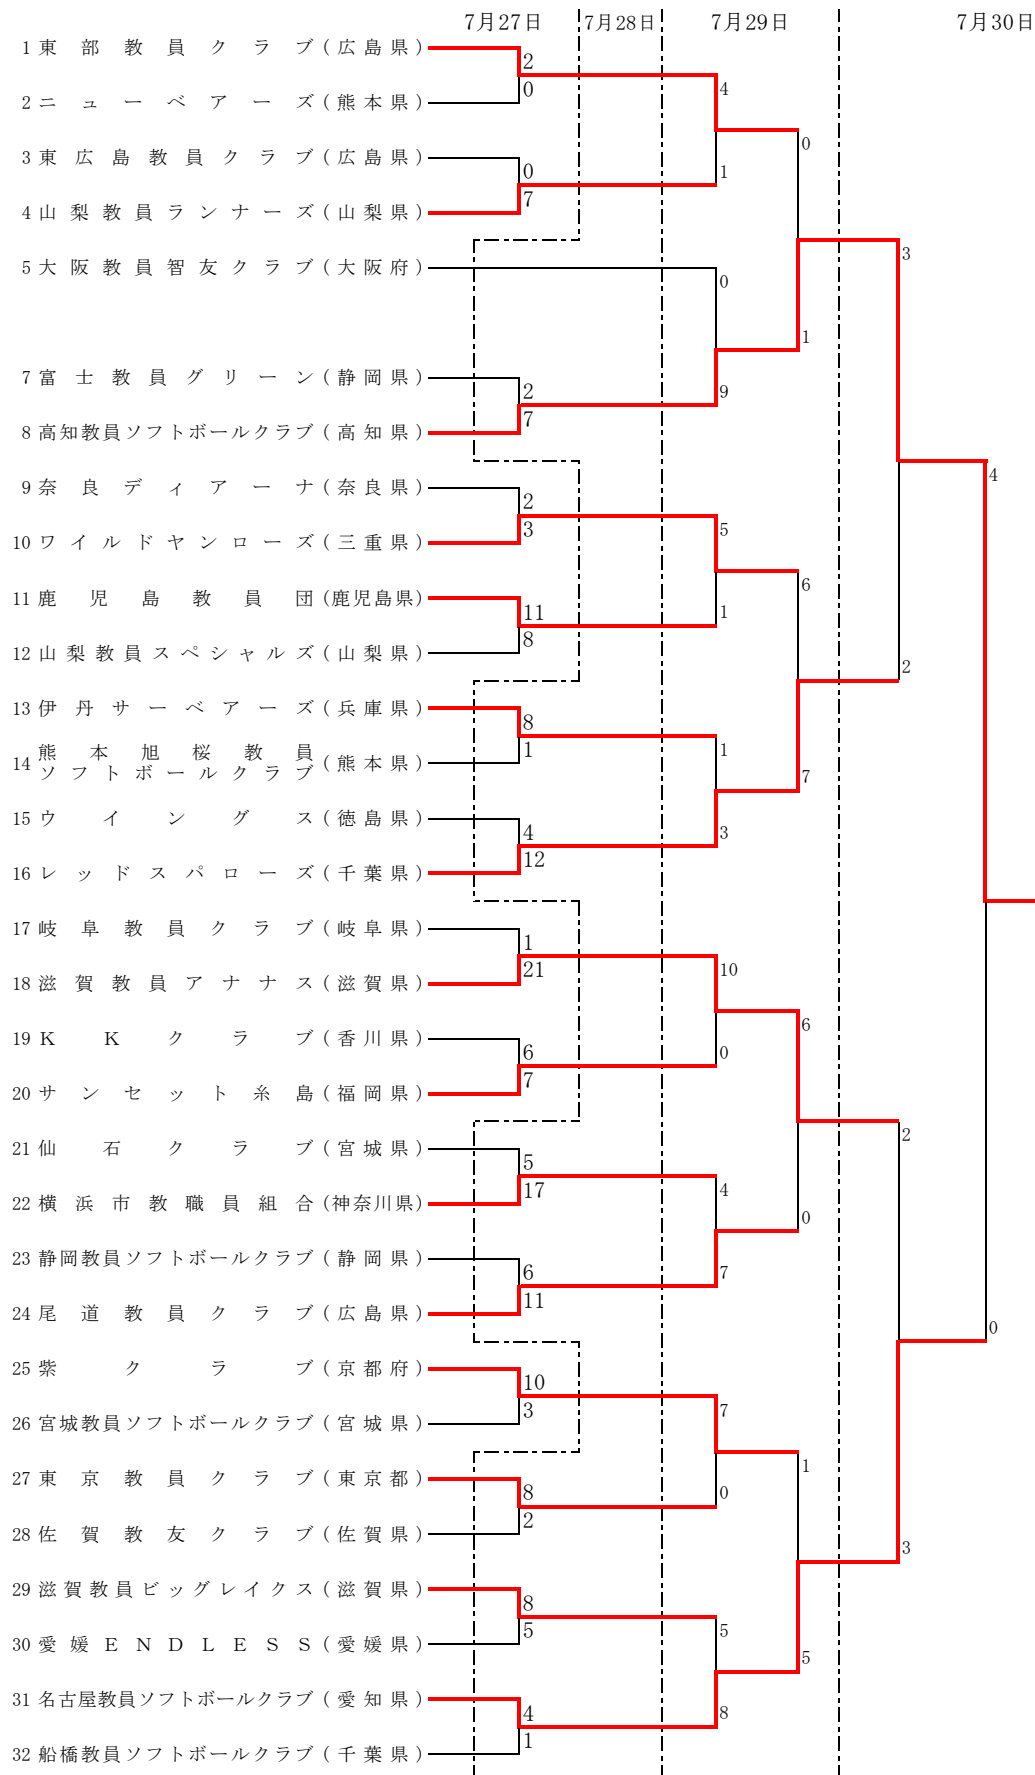 7月27日 7月28日 7月29日 7月30日
1 東部教員クラブ(広島県) 2 4
2 ニューベアーズ(熊本県) 0 0
3 東広島教員クラブ(広島県) 0 1
4 山梨教員ランナーズ(山梨県) 7
5 大阪教員智友クラブ(大阪府) 0 3
1
7 富士教員グリーン(静岡県) 2 9
8 高知教員ソフトボールクラブ(高知県) 7
9 奈良ディアーナ(奈良県) 2 4
10 ワイルドヤンローズ(三重県) 3 5
11 鹿児島教員団(鹿児島県) 11 1 6
12 山梨教員スペシャルズ(山梨県) 8 2
13 伊丹サーベアーズ(兵庫県) 8
14 熊本旭桜教員ソフトボールクラブ(熊本県) 1 1 7
15 ウイングス(徳島県) 4 3
16 レッドスパローズ(千葉県) 12
17 岐阜教員クラブ(岐阜県) 1
18 滋賀教員アナナス(滋賀県) 21 10
19 KKクラブ(香川県) 6 0 6
20 サンセット糸島(福岡県) 7
21 仙石クラブ(宮城県) 5 2
22 横浜市教職員組合(神奈川県) 17 4 0
23 静岡教員ソフトボールクラブ(静岡県) 6 7
24 尾道教員クラブ(広島県) 11 0
25 紫クラブ(京都府) 10
26 宮城教員ソフトボールクラブ(宮城県) 3 7
27 東京教員クラブ(東京都) 8 0 1
28 佐賀教友クラブ(佐賀県) 2 3
29 滋賀教員ビッグレイクス(滋賀県) 8
30 愛媛ENDLESS(愛媛県) 5 5 5
31 名古屋教員ソフトボールクラブ(愛知県) 4 8
32 船橋教員ソフトボールクラブ(千葉県) 1